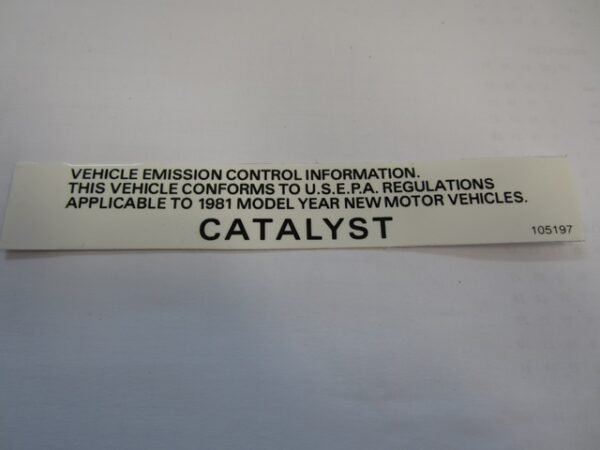 VEHICLE EMISSION CONTROL INFORMATION.
THIS VEHICLE CONFORMS TO U.S.E.P.A. REGULATIONS
APPLICABLE TO 1981 MODEL YEAR NEW MOTOR VEHICLES.
CATALYST
105197